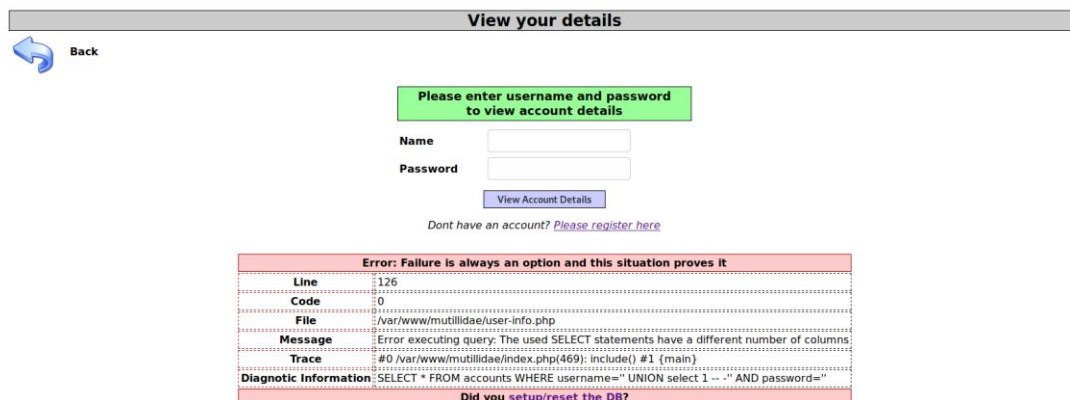 View your details
Back
Please enter username and password
to view account details
Name
Password
View Account Details
Dont have an account? Please register here
Error: Failure is always an option and this situation proves it
Line 126
Code 0
File /var/www/mutillidae/user-info.php
Message Error executing query: The used SELECT statements have a different number of columns
Trace #0 /var/www/mutillidae/index.php(469): include() #1 {main}
Diagnostic Information SELECT * FROM accounts WHERE username='' UNION select 1 -- -'' AND password=''
Did you setup/reset the DB?